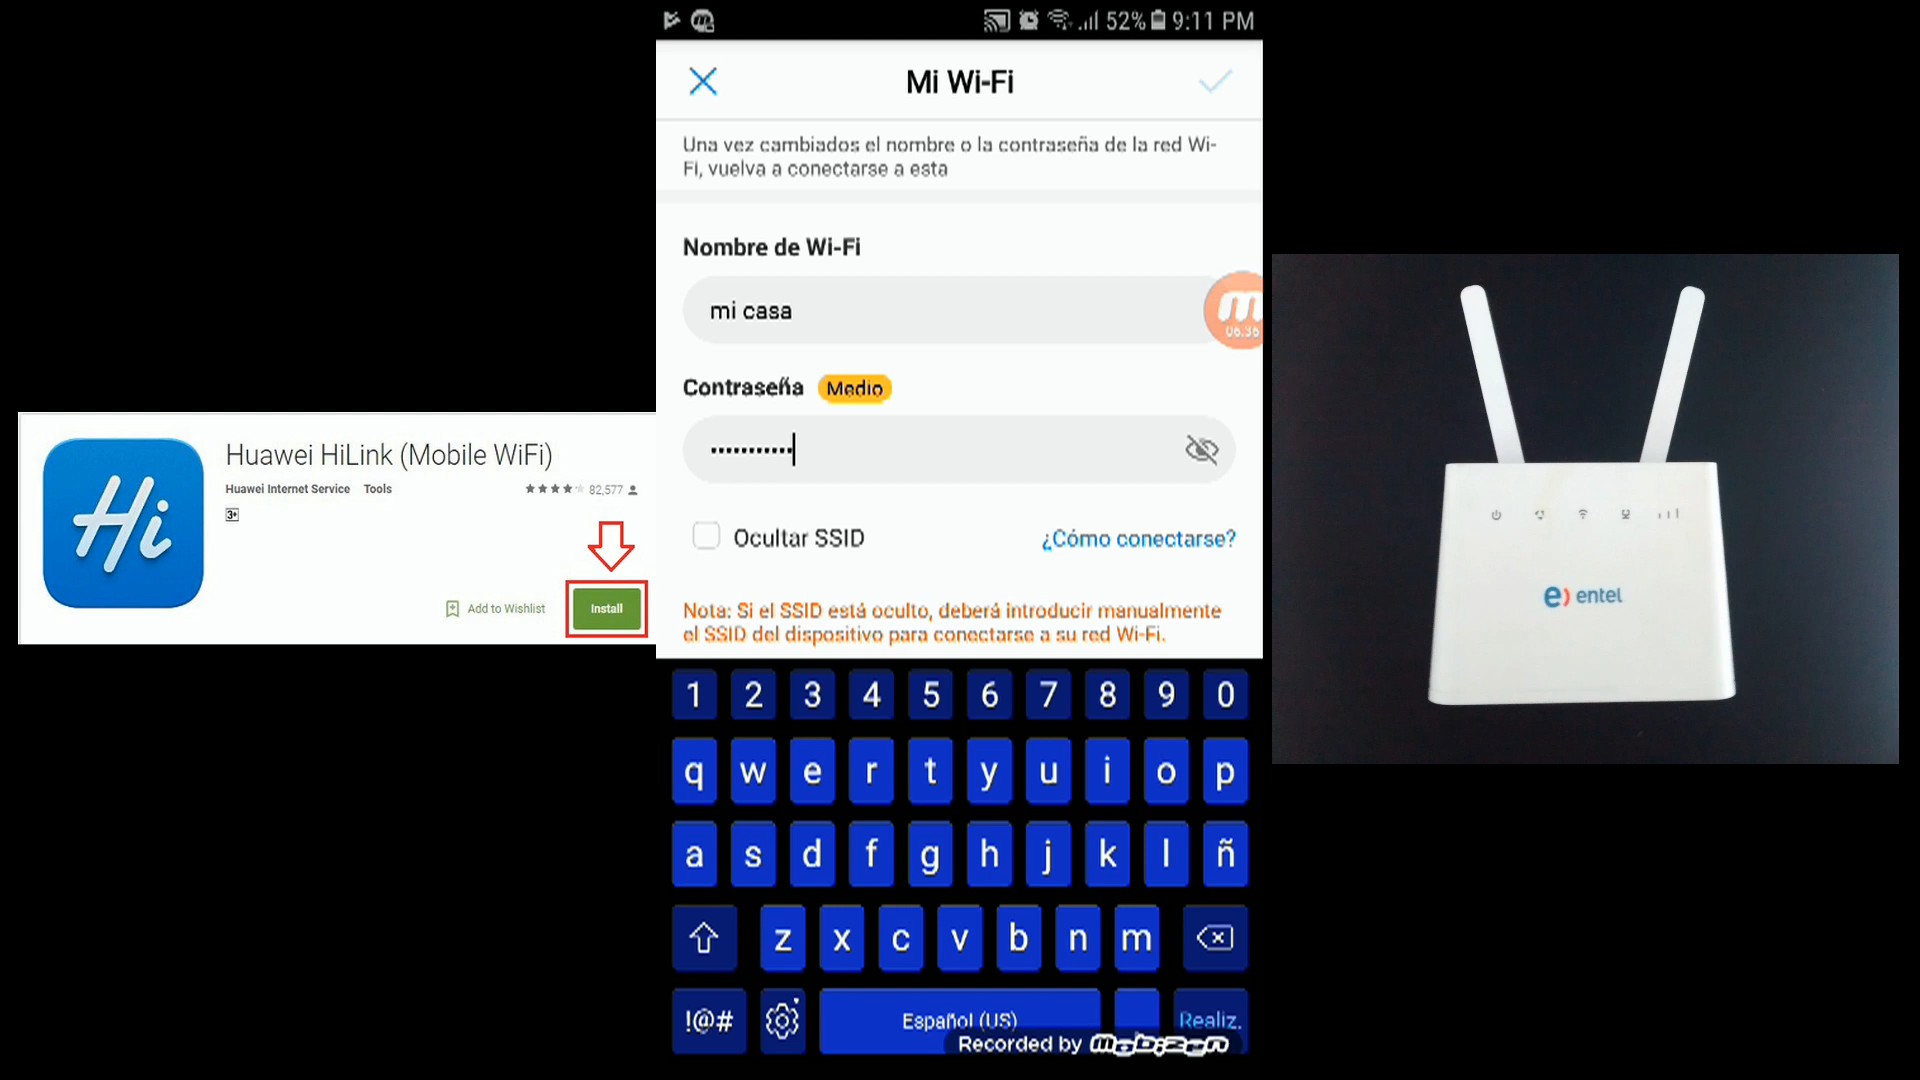 Hi
Huawei HiLink (Mobile WiFi)
Huawei Internet Service Tools
82,577
3+
Add to Wishlist
Install
52% 9:11 PM
Mi Wi-Fi
Una vez cambiados el nombre o la contraseña de la red Wi-
Fi, vuelva a conectarse a esta
Nombre de Wi-Fi
mi casa
m
06:36
Contraseña Medio
•••••••••••
Ocultar SSID ¿Cómo conectarse?
Nota: Si el SSID está oculto, deberá introducir manualmente
el SSID del dispositivo para conectarse a su red Wi-Fi.
1 2 3 4 5 6 7 8 9 0
q w e r t y u i o p
a s d f g h j k l ñ
z x c v b n m
!@# Español (US) Realiz.
Recorded by Mobizen
e) entel